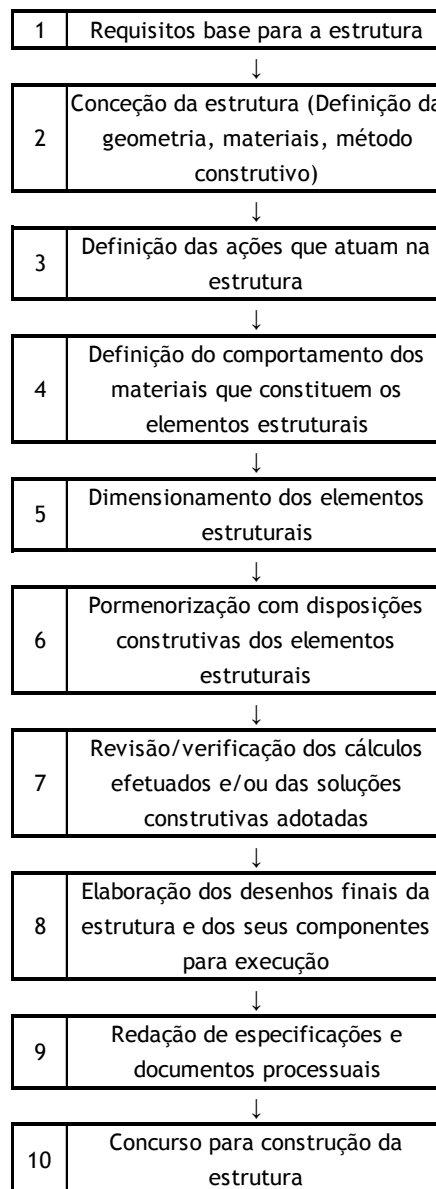 1 Requisitos base para a estrutura
↓
Conceção da estrutura (Definição da
2 geometria, materiais, método
construtivo)
↓
3 Definição das ações que atuam na
estrutura
↓
Definição do comportamento dos
4 materiais que constituem os
elementos estruturais
↓
5 Dimensionamento dos elementos
estruturais
↓
Pormenorização com disposições
6 construtivas dos elementos
estruturais
↓
Revisão/verificação dos cálculos
7 efetuados e/ou das soluções
construtivas adotadas
↓
Elaboração dos desenhos finais da
8 estrutura e dos seus componentes
para execução
↓
9 Redação de especificações e
documentos processuais
↓
10 Concurso para construção da
estrutura